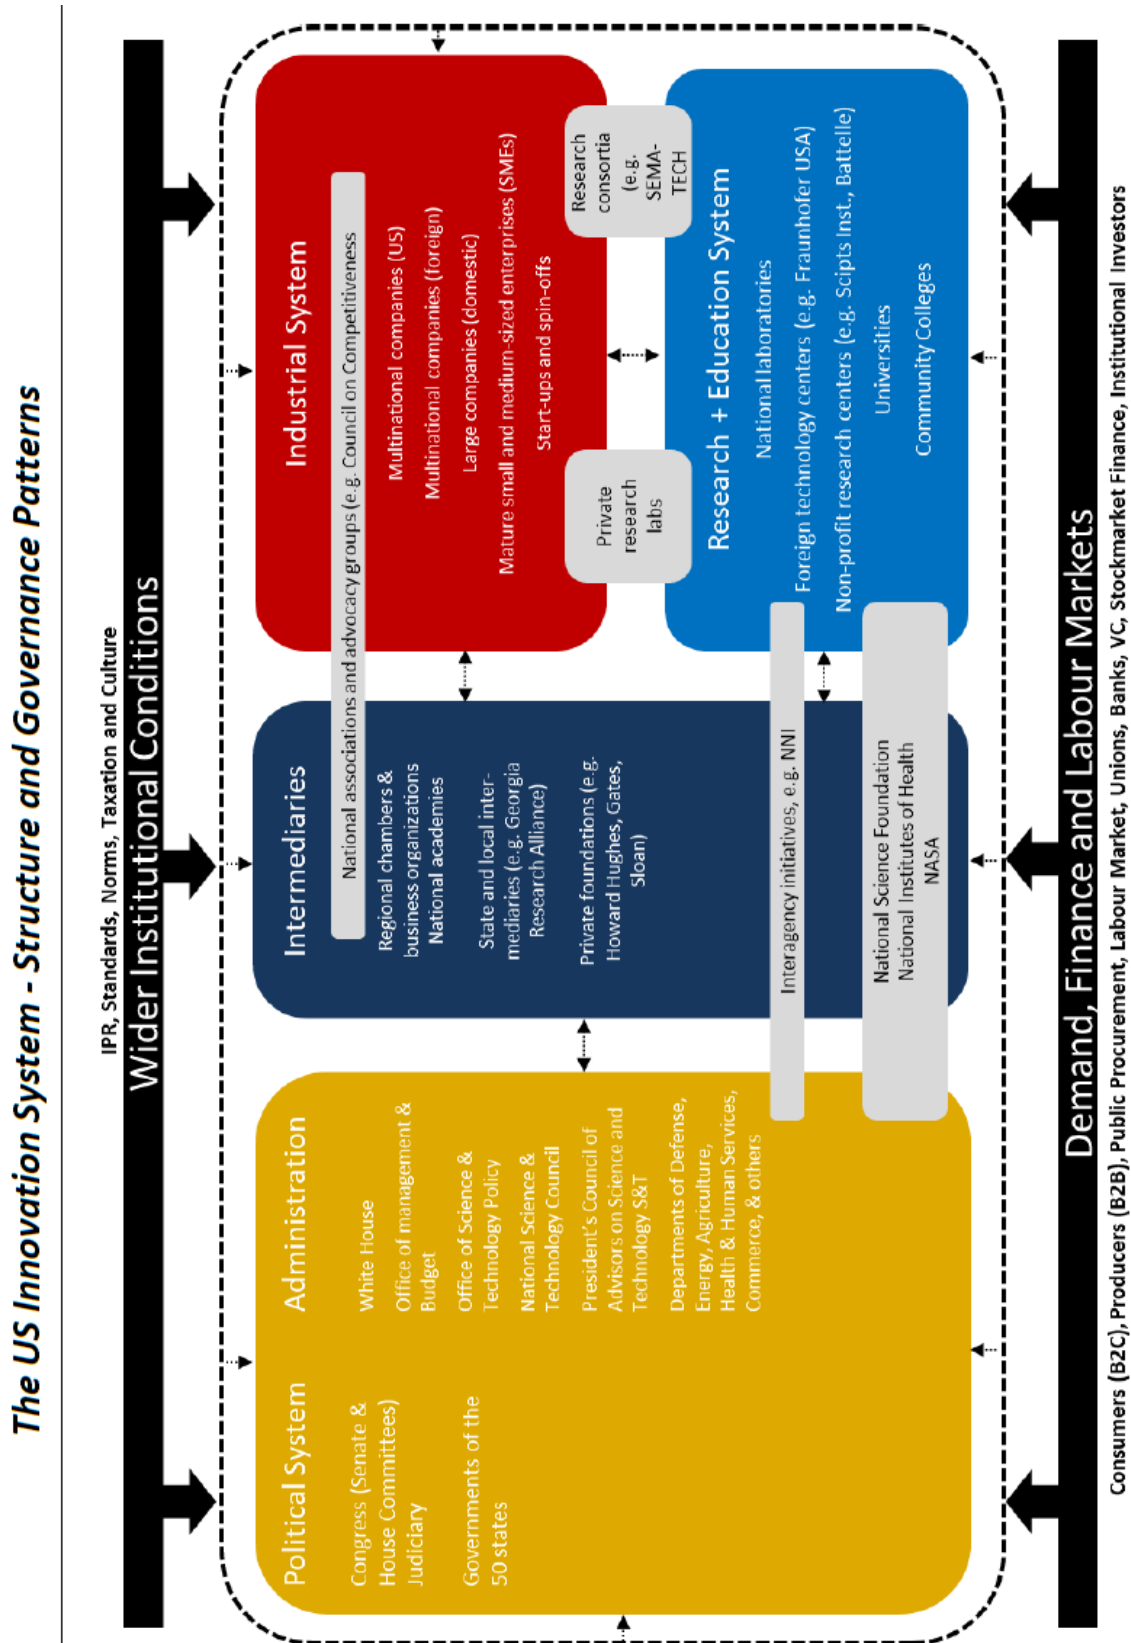 The US Innovation System - Structure and Governance Patterns
IPR, Standards, Norms, Taxation and Culture
Wider Institutional Conditions
Political System
Congress (Senate &
House Committees)
Judiciary
Governments of the
50 states
Administration
White House
Office of management &
Budget
Office of Science &
Technology Policy
National Science &
Technology Council
President's Council of
Advisors on Science and
Technology S&T
Departments of Defense,
Energy, Agriculture,
Health & Human Services,
Commerce, & others
Intermediaries
National associations and advocacy groups (e.g. Council on Competitiveness
Regional chambers &
business organizations
National academies
State and local inter-
mediaries (e.g. Georgia
Research Alliance)
Private foundations (e.g.
Howard Hughes, Gates,
Sloan)
Interagency initiatives, e.g. NNI
National Science Foundation
National Institutes of Health
NASA
Industrial System
Multinational companies (US)
Multinational companies (foreign)
Large companies (domestic)
Mature small and medium-sized enterprises (SMEs)
Start-ups and spin-offs
Private
research
labs
Research
consortia
(e.g.
SEMA-
TECH
Research + Education System
National laboratories
Foreign technology centers (e.g. Fraunhofer USA)
Non-profit research centers (e.g. Scipts Inst., Battelle)
Universities
Community Colleges
Demand, Finance and Labour Markets
Consumers (B2C), Producers (B2B), Public Procurement, Labour Market, Unions, Banks, VC, Stockmarket Finance, Institutional Investors